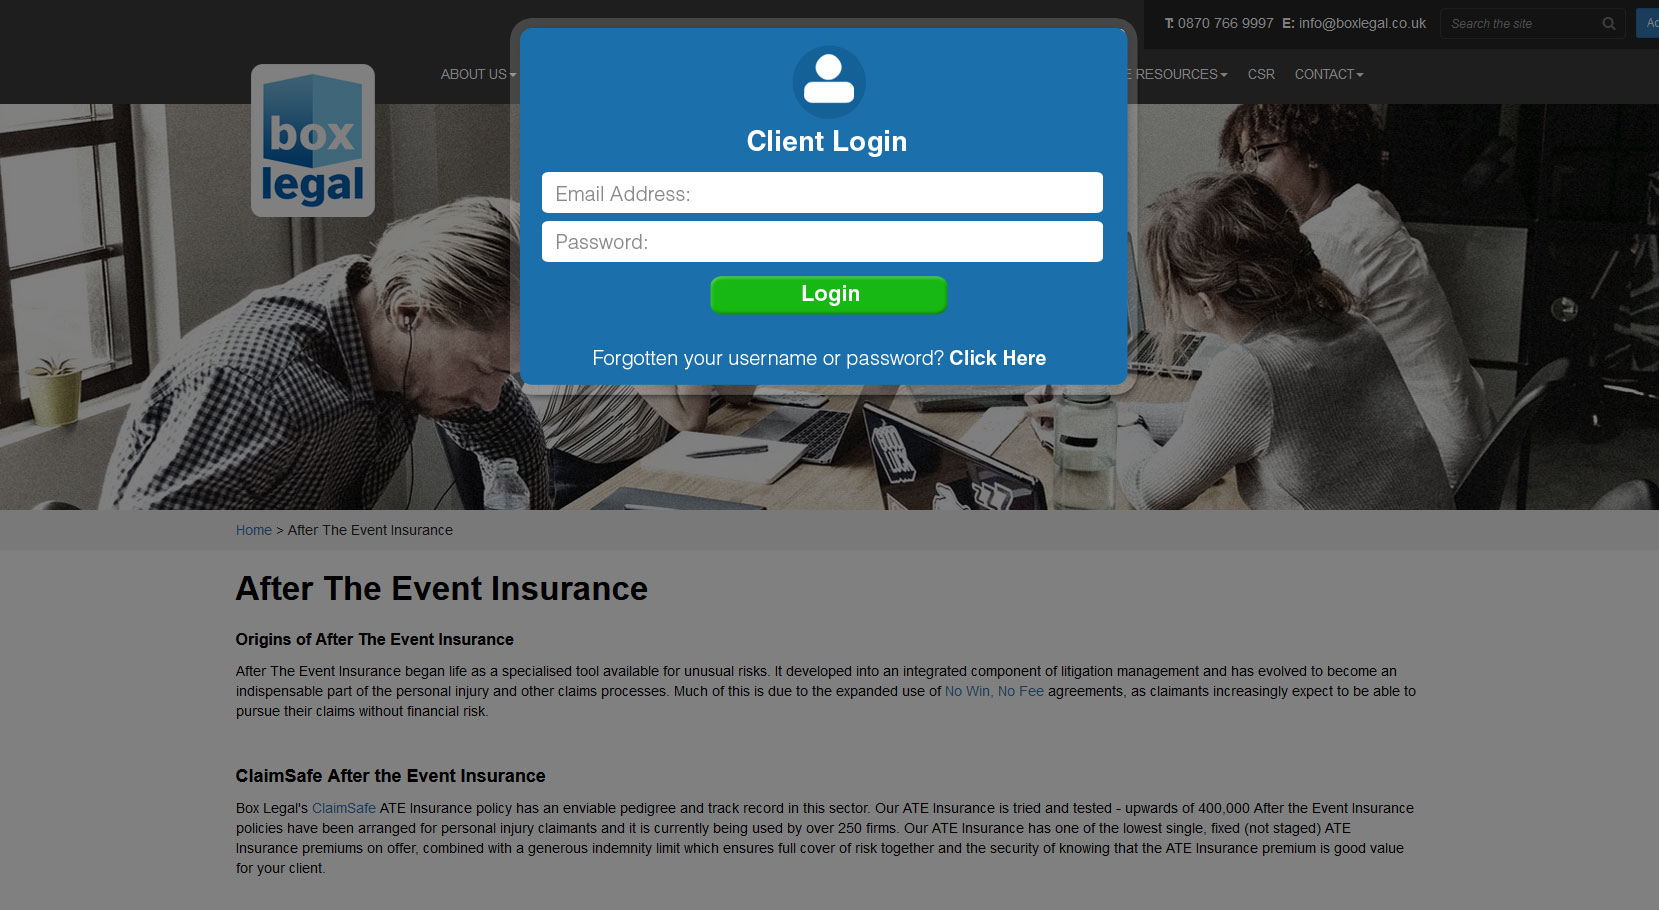 T: 0870 766 9997 E: info@boxlegal.co.uk Search the site
ABOUT US RESOURCES CSR CONTACT
box
legal
Client Login
Email Address:
Password:
Login
Forgotten your username or password? Click Here
Home > After The Event Insurance
After The Event Insurance
Origins of After The Event Insurance
After The Event Insurance began life as a specialised tool available for unusual risks. It developed into an integrated component of litigation management and has evolved to become an
indispensable part of the personal injury and other claims processes. Much of this is due to the expanded use of No Win, No Fee agreements, as claimants increasingly expect to be able to
pursue their claims without financial risk.
ClaimSafe After the Event Insurance
Box Legal's ClaimSafe ATE Insurance policy has an enviable pedigree and track record in this sector. Our ATE Insurance is tried and tested - upwards of 400,000 After the Event Insurance
policies have been arranged for personal injury claimants and it is currently being used by over 250 firms. Our ATE Insurance has one of the lowest single, fixed (not staged) ATE
Insurance premiums on offer, combined with a generous indemnity limit which ensures full cover of risk together and the security of knowing that the ATE Insurance premium is good value
for your client.